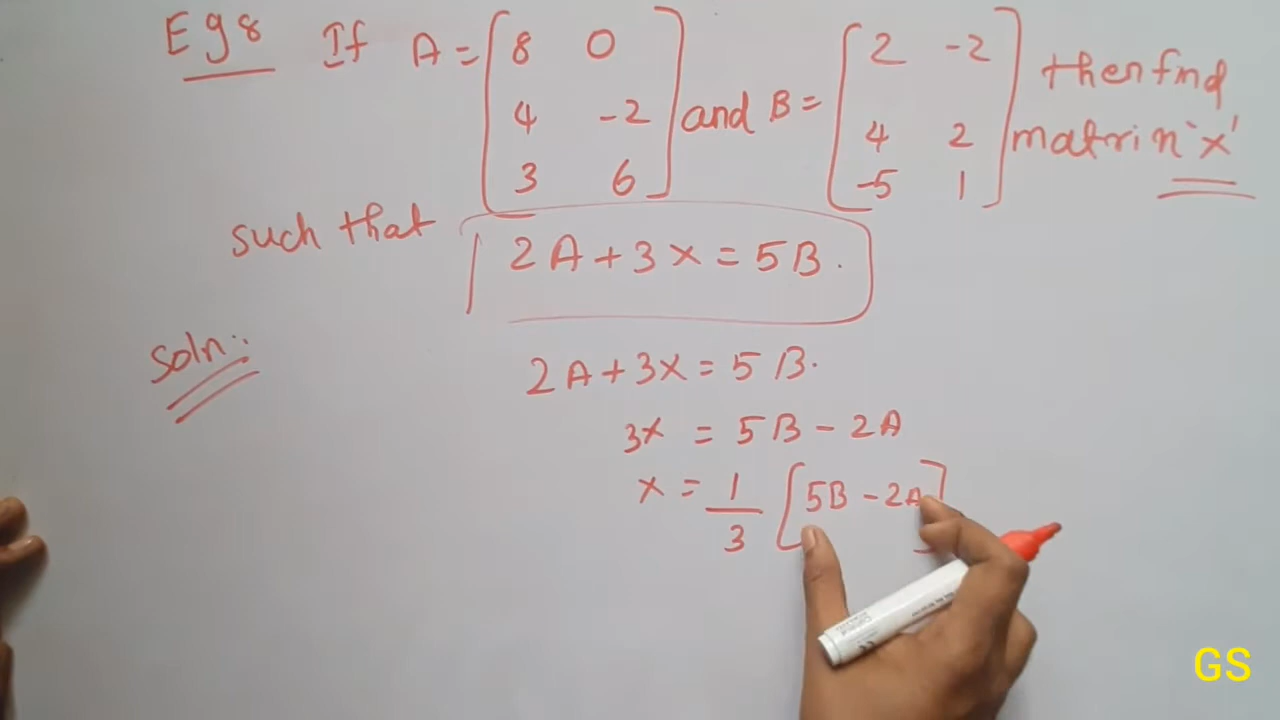 Eg 8 If A = [8 0 and B = [2 -2 then find
4 -2 4 2 matrix 'x'
3 6] -5 1]
such that 2A + 3x = 5B.
Soln:
2A + 3x = 5B.
3x = 5B - 2A
x = 1/3 [5B - 2A]
GS